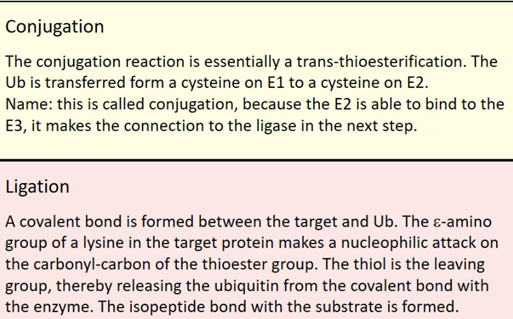 Conjugation
The conjugation reaction is essentially a trans-thioesterification. The
Ub is transferred form a cysteine on E1 to a cysteine on E2.
Name: this is called conjugation, because the E2 is able to bind to the
E3, it makes the connection to the ligase in the next step.
Ligation
A covalent bond is formed between the target and Ub. The ε-amino
group of a lysine in the target protein makes a nucleophilic attack on
the carbonyl-carbon of the thioester group. The thiol is the leaving
group, thereby releasing the ubiquitin from the covalent bond with
the enzyme. The isopeptide bond with the substrate is formed.